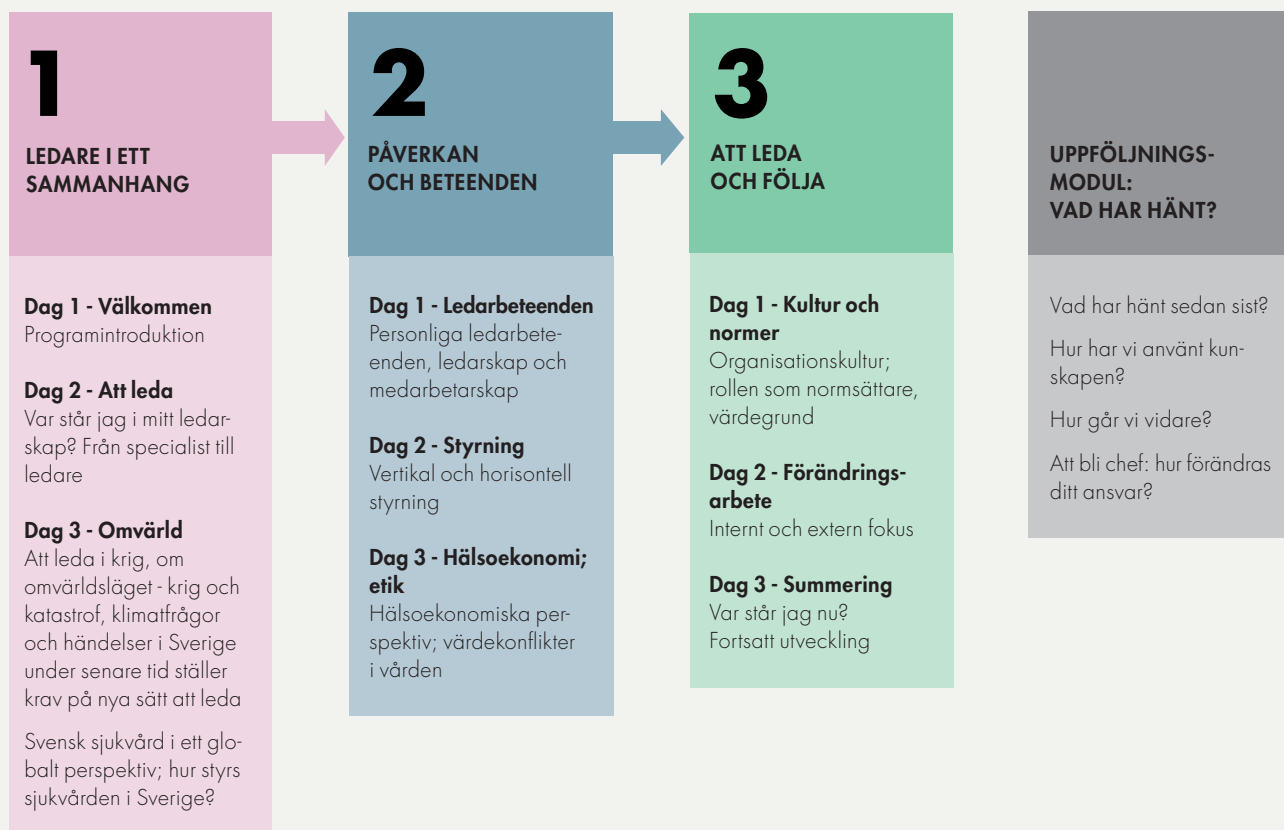 1
LEDARE I ETT
SAMMANHANG
Dag 1 - Välkommen
Programintroduktion
Dag 2 - Att leda
Var står jag i mitt ledar-
skap? Från specialist till
ledare
Dag 3 - Omvärld
Att leda i krig, om
omvärldsläget - krig och
katastrof, klimatfrågor
och händelser i Sverige
under senare tid ställer
krav på nya sätt att leda
Svensk sjukvård i ett glo-
balt perspektiv; hur styrs
sjukvården i Sverige?
2
PÅVERKAN
OCH BETEENDEN
Dag 1 - Ledarbeteenden
Personliga ledarbete-
enden, ledarskap och
medarbetarskap
Dag 2 - Styrning
Vertikal och horisontell
styrning
Dag 3 - Hälsoekonomi;
etik
Hälsoekonomiska per-
spektiv; värdekonflikter
i vården
3
ATT LEDA
OCH FÖLJA
Dag 1 - Kultur och
normer
Organisationskultur;
rollen som normsättare,
värdegrund
Dag 2 - Förändrings-
arbete
Internt och extern fokus
Dag 3 - Summering
Var står jag nu?
Fortsatt utveckling
UPPFÖLJNINGS-
MODUL:
VAD HAR HÄNT?
Vad har hänt sedan sist?
Hur har vi använt kun-
skapen?
Hur går vi vidare?
Att bli chef: hur förändras
ditt ansvar?